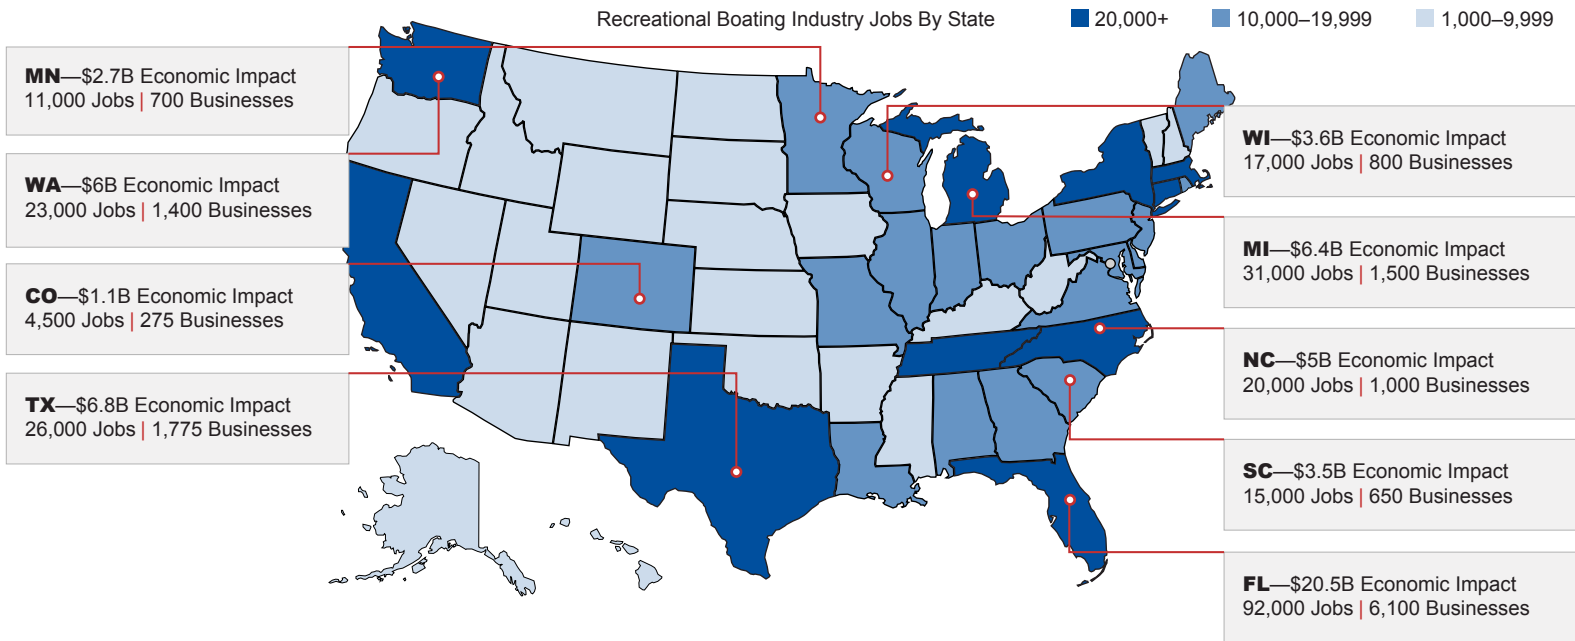 Recreational Boating Industry Jobs By State
20,000+
10,000–19,999
1,000–9,999
MN—$2.7B Economic Impact
11,000 Jobs | 700 Businesses
WA—$6B Economic Impact
23,000 Jobs | 1,400 Businesses
CO—$1.1B Economic Impact
4,500 Jobs | 275 Businesses
TX—$6.8B Economic Impact
26,000 Jobs | 1,775 Businesses
WI—$3.6B Economic Impact
17,000 Jobs | 800 Businesses
MI—$6.4B Economic Impact
31,000 Jobs | 1,500 Businesses
NC—$5B Economic Impact
20,000 Jobs | 1,000 Businesses
SC—$3.5B Economic Impact
15,000 Jobs | 650 Businesses
FL—$20.5B Economic Impact
92,000 Jobs | 6,100 Businesses